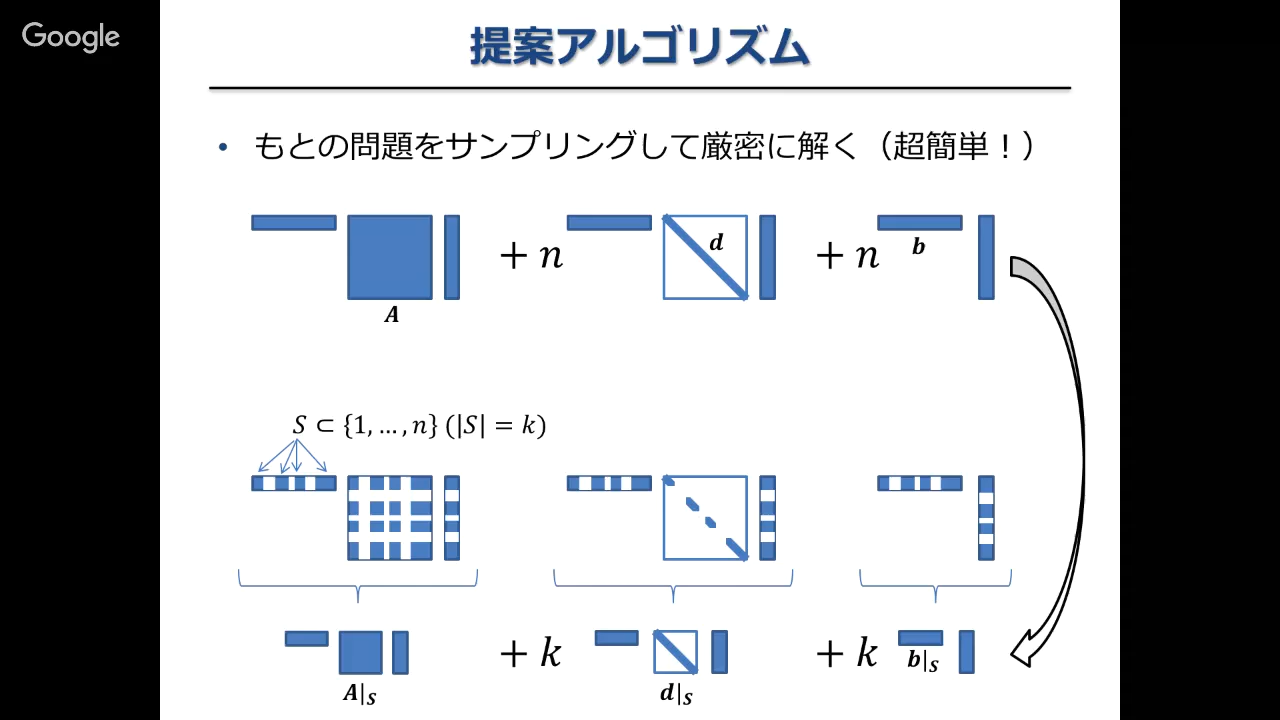 Google
提案アルゴリズム
• もとの問題をサンプリングして厳密に解く（超簡単！）
A + n d + n b
S ⊂ {1, … , n} (|S| = k)
A|S + k d|S + k b|S